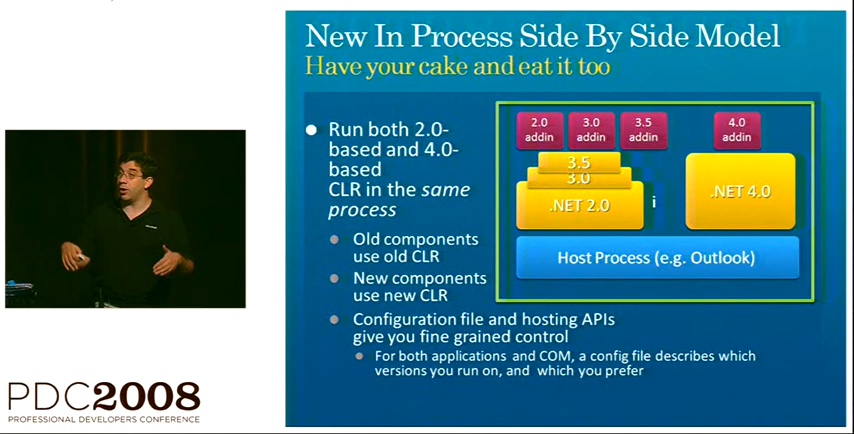 New In Process Side By Side Model
Have your cake and eat it too
Run both 2.0-
based and 4.0-
based
CLR in the same
process
Old components
use old CLR
New components
use new CLR
Configuration file and hosting APIs
give you fine grained control
For both applications and COM, a config file describes which
versions you run on, and which you prefer
2.0
addin
3.0
addin
3.5
addin
4.0
addin
3.5
3.0
.NET 2.0
i
.NET 4.0
Host Process (e.g. Outlook)
PDC2008
PROFESSIONAL DEVELOPERS CONFERENCE